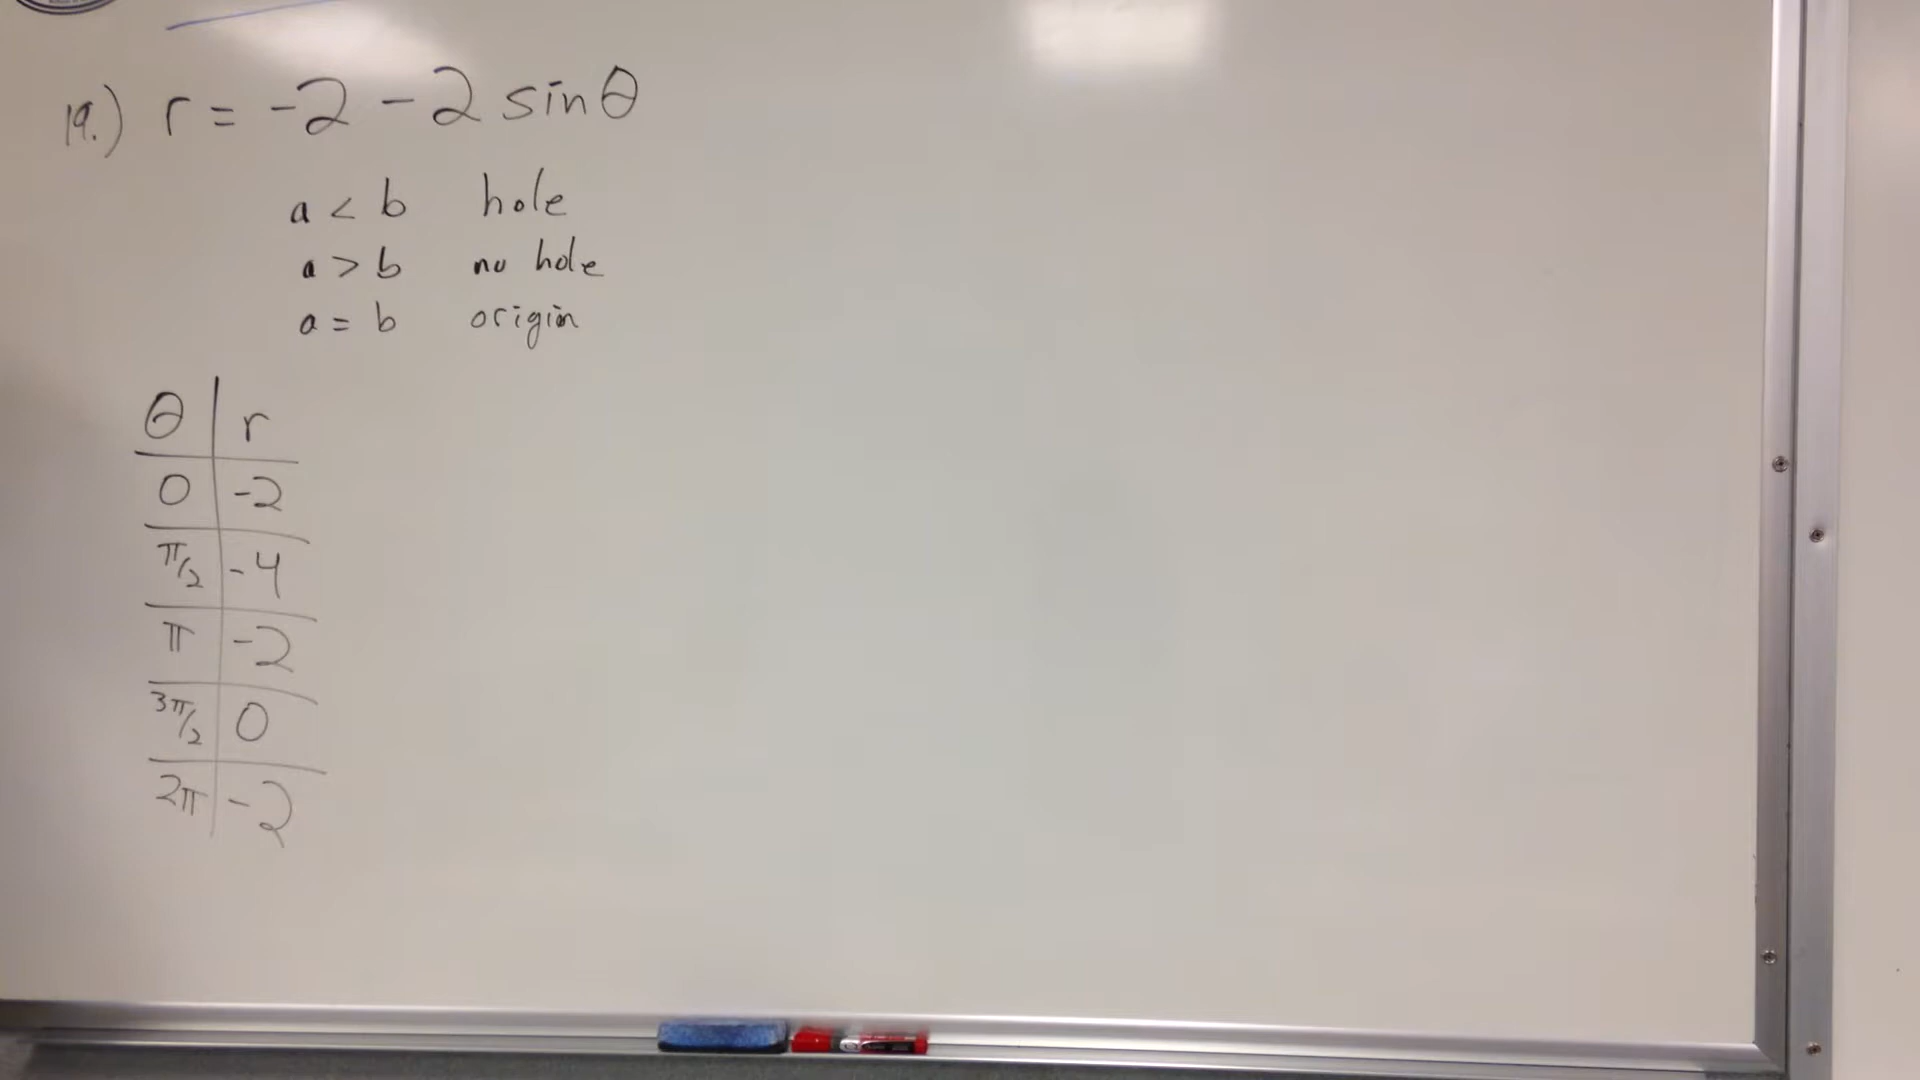 19.) r = -2 - 2 sinθ
a < b hole
a > b no hole
a = b origin
θ r
0 -2
π/2 -4
π -2
3π/2 0
2π -2